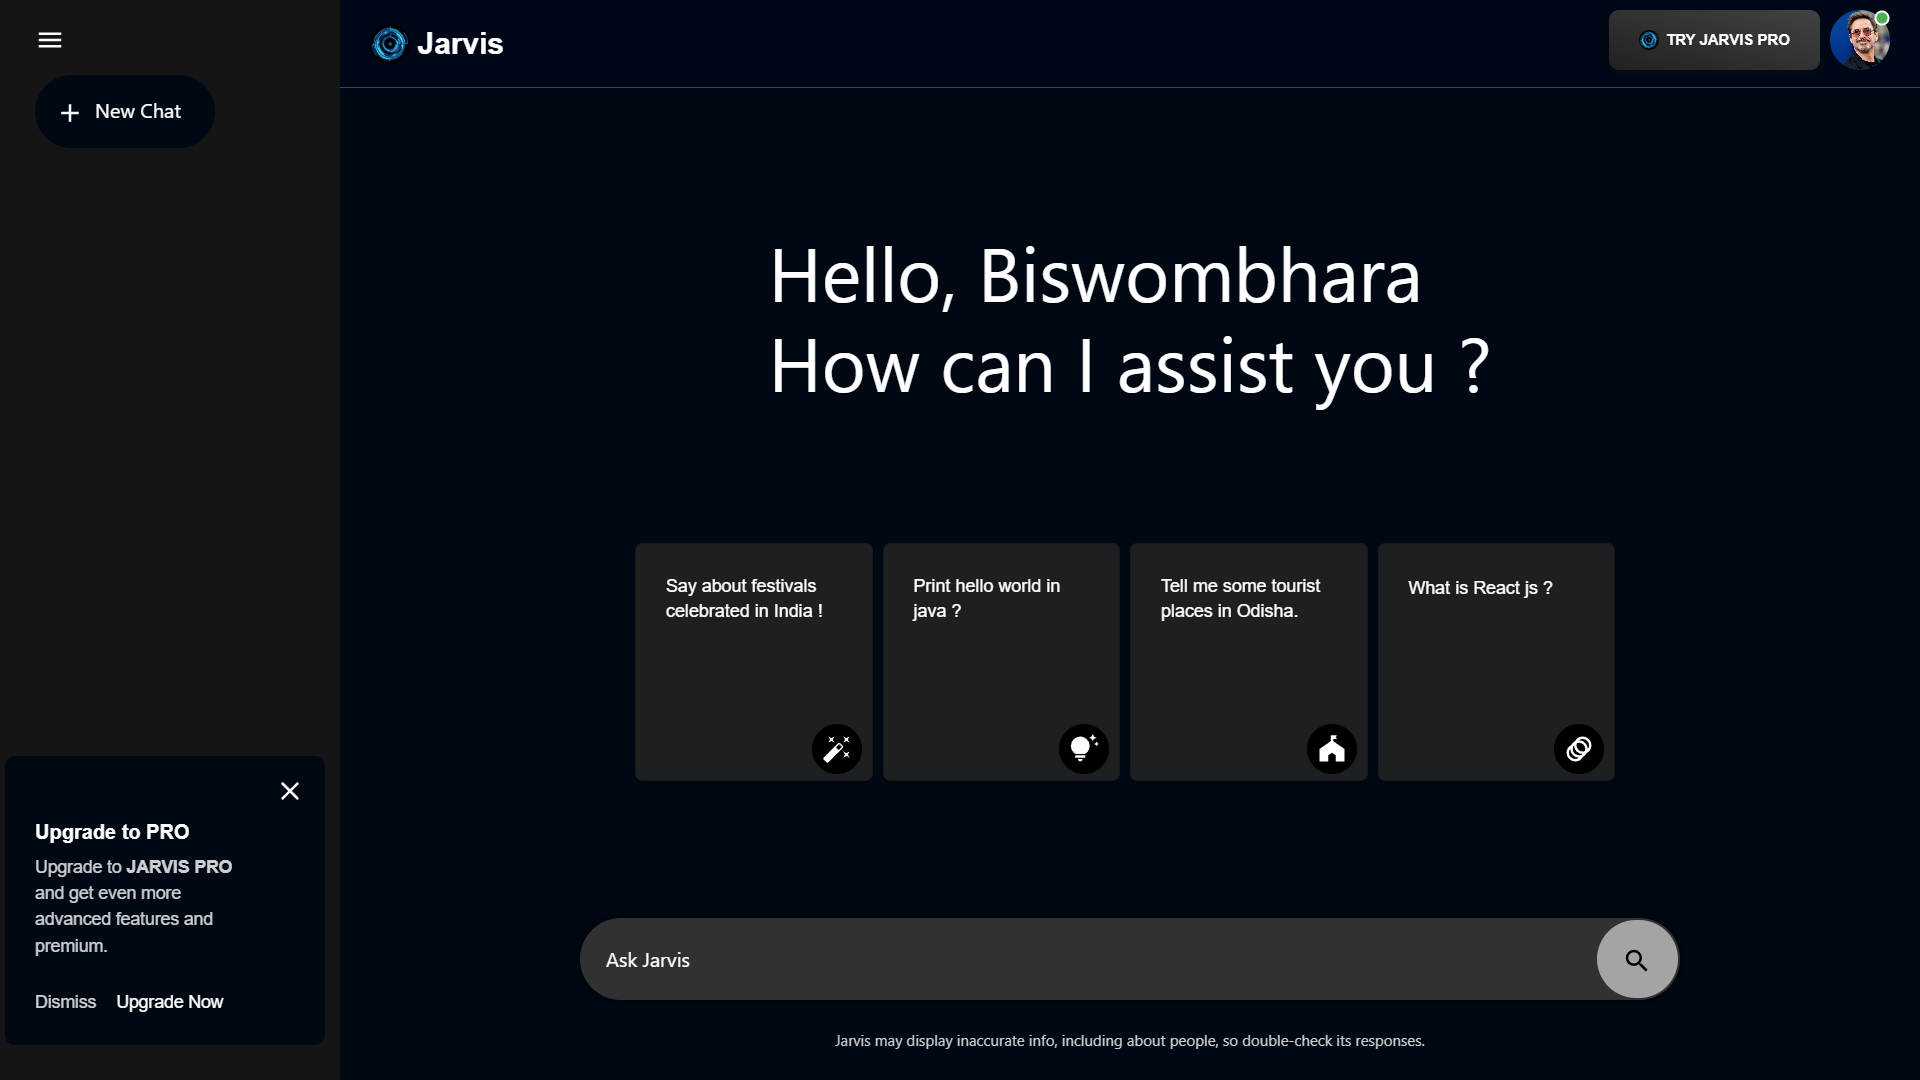 New Chat
Jarvis
TRY JARVIS PRO
Hello, Biswombhara
How can I assist you ?
Say about festivals
celebrated in India !
Print hello world in
java ?
Tell me some tourist
places in Odisha.
What is React js ?
Upgrade to PRO
Upgrade to JARVIS PRO
and get even more
advanced features and
premium.
Dismiss Upgrade Now
Ask Jarvis
Jarvis may display inaccurate info, including about people, so double-check its responses.